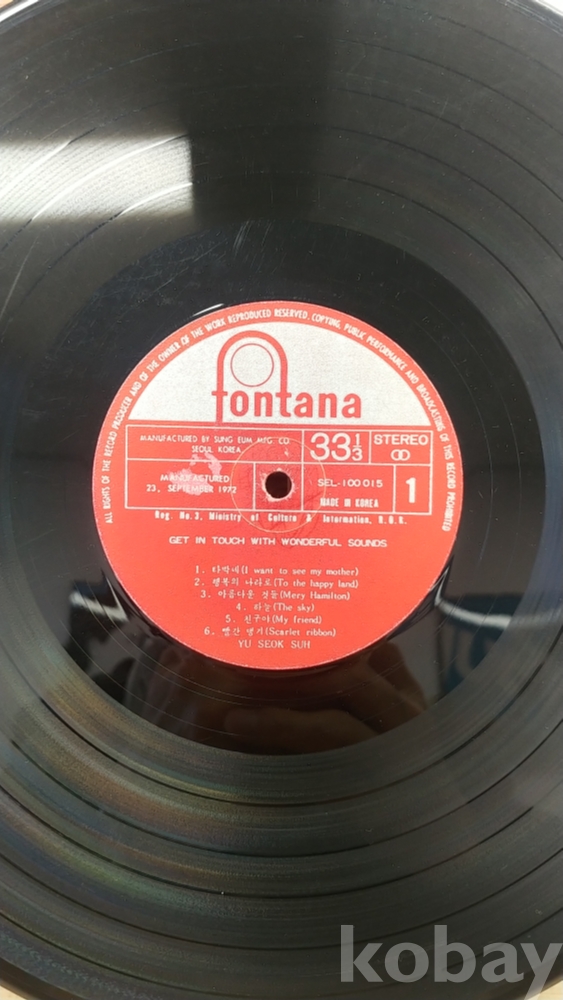 ALL RIGHTS OF THE RECORD PRODUCER AND OF THE OWNER OF THE WORK REPRODUCED RESERVED. COPYING, PUBLIC PERFORMANCE AND BROADCASTING OF THIS RECORD PROHIBITED
fontana
MANUFACTURED BY SUNG EUM MFG CO.
SEOUL KOREA
33 1/3
STEREO
MANUFACTURED
23, SEPTEMBER 1972
SEL-100 015
MADE IN KOREA
1
Reg. No.3, Ministry of Culture & Information, R.O.K.
GET IN TOUCH WITH WONDERFUL SOUNDS
1. 타박네(I want to see my mother)
2. 행복의 나라로(To the happy land)
3. 아름다운 것들(Mery Hamilton)
4. 하늘(The sky)
5. 친구야(My friend)
6. 빨간 댕기(Scarlet ribbon)
YU SEOK SUH
kobay